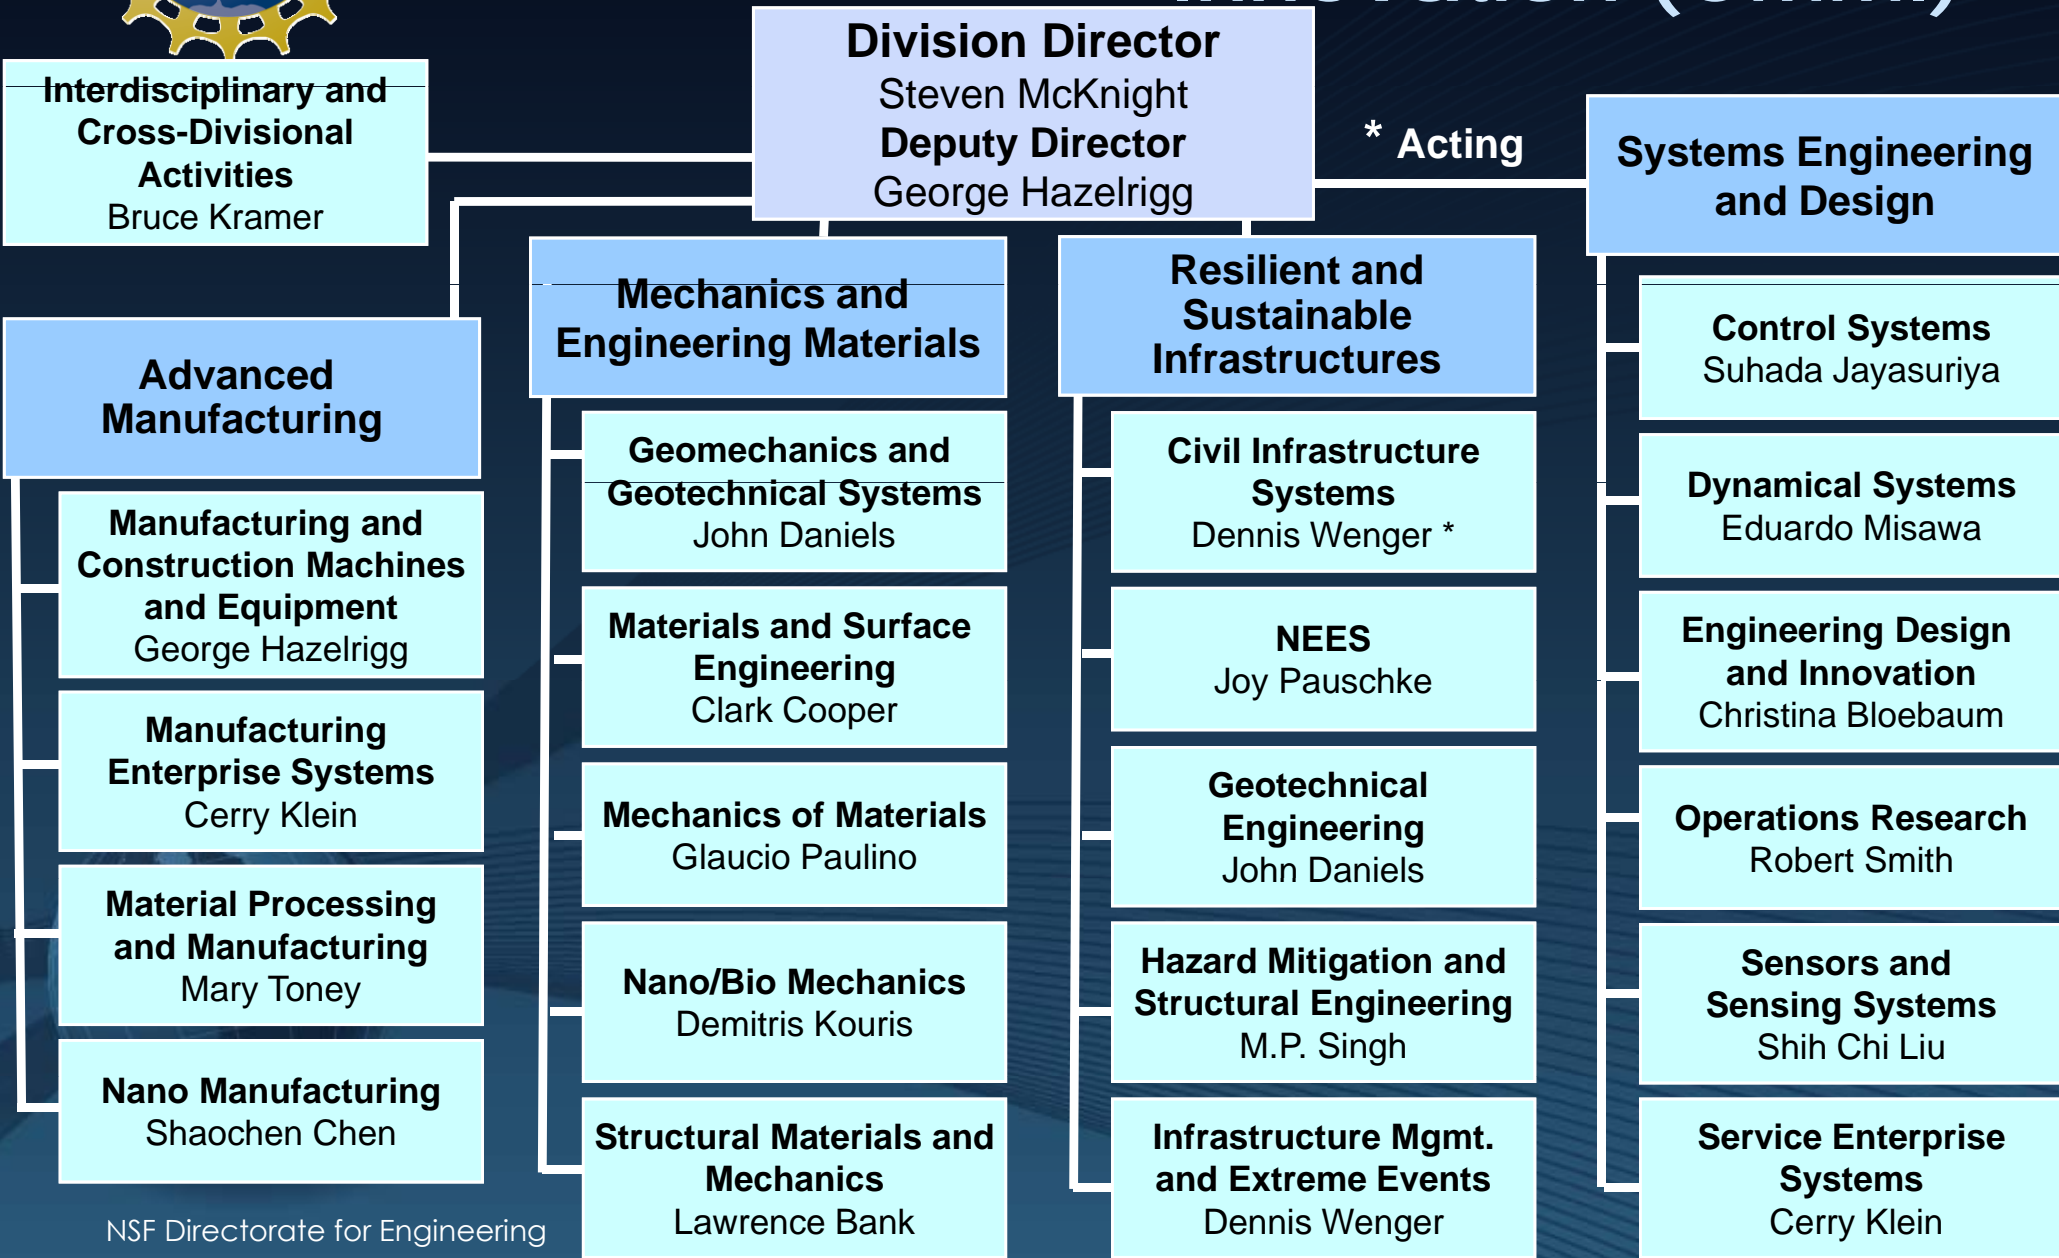 Innovation (CMMI)
Interdisciplinary and
Cross-Divisional
Activities
Bruce Kramer
Division Director
Steven McKnight
Deputy Director
George Hazelrigg
* Acting
Systems Engineering
and Design
Advanced
Manufacturing
Manufacturing and
Construction Machines
and Equipment
George Hazelrigg
Manufacturing
Enterprise Systems
Cerry Klein
Material Processing
and Manufacturing
Mary Toney
Nano Manufacturing
Shaochen Chen
Mechanics and
Engineering Materials
Geomechanics and
Geotechnical Systems
John Daniels
Materials and Surface
Engineering
Clark Cooper
Mechanics of Materials
Glaucio Paulino
Nano/Bio Mechanics
Demitris Kouris
Structural Materials and
Mechanics
Lawrence Bank
Resilient and
Sustainable
Infrastructures
Civil Infrastructure
Systems
Dennis Wenger *
NEES
Joy Pauschke
Geotechnical
Engineering
John Daniels
Hazard Mitigation and
Structural Engineering
M.P. Singh
Infrastructure Mgmt.
and Extreme Events
Dennis Wenger
Control Systems
Suhada Jayasuriya
Dynamical Systems
Eduardo Misawa
Engineering Design
and Innovation
Christina Bloebaum
Operations Research
Robert Smith
Sensors and
Sensing Systems
Shih Chi Liu
Service Enterprise
Systems
Cerry Klein
NSF Directorate for Engineering